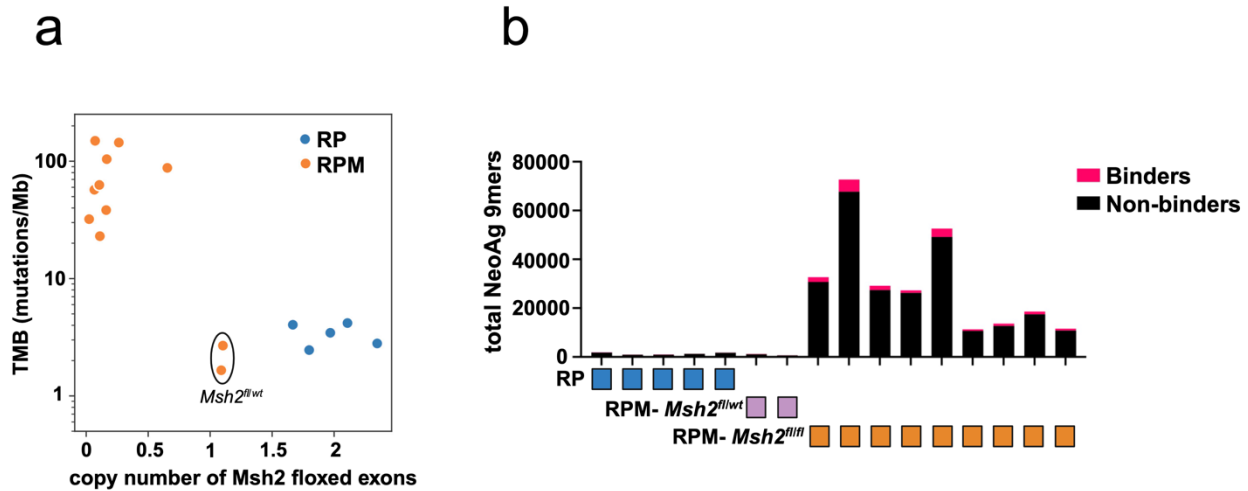 a
b
TMB (mutations/Mb)
100
10
1
RP
RPM
Msh2fl/wt
0
0.5
1
1.5
2
copy number of Msh2 floxed exons
total NeoAg 9mers
80000
60000
40000
20000
0
Binders
Non-binders
RP
RPM- Msh2fl/wt
RPM- Msh2fl/fl